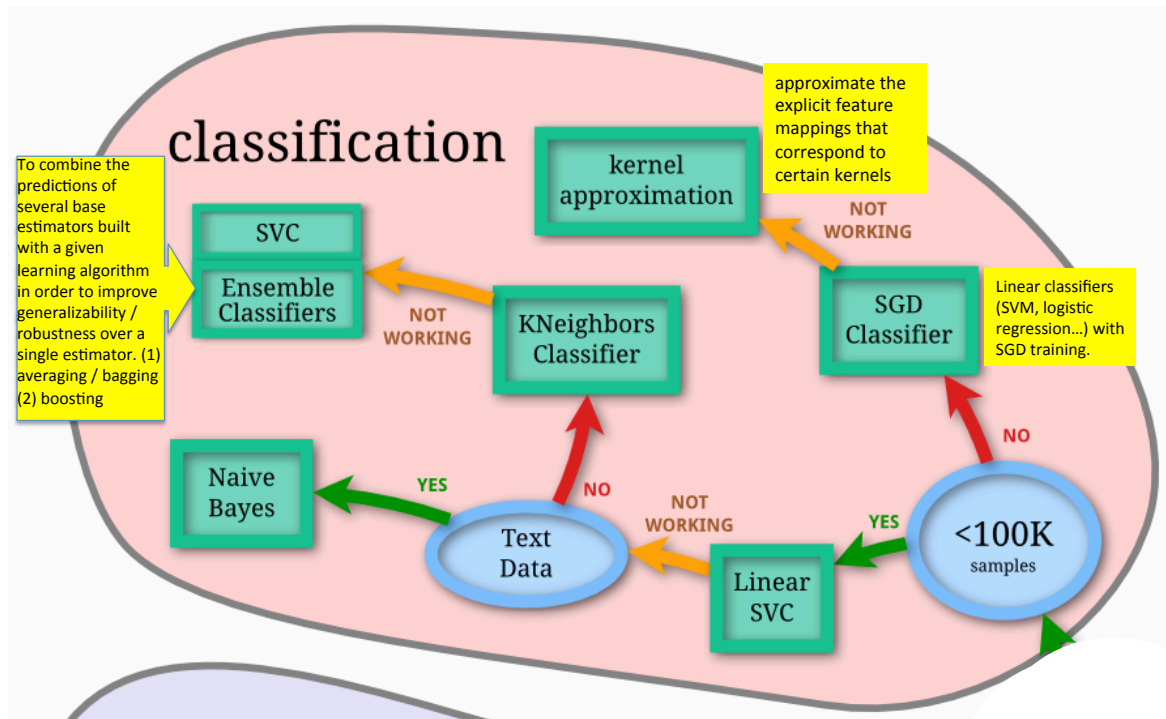 classification
approximate the
explicit feature
mappings that
correspond to
certain kernels
kernel
approximation
NOT
WORKING
To combine the
predictions of
several base
estimators built
with a given
learning algorithm
in order to improve
generalizability /
robustness over a
single estimator. (1)
averaging / bagging
(2) boosting
SVC
Ensemble
Classifiers
NOT
WORKING
KNeighbors
Classifier
SGD
Classifier
Linear classifiers
(SVM, logistic
regression...) with
SGD training.
NO
Naive
Bayes
YES
NO
Text
Data
NOT
WORKING
Linear
SVC
YES
<100K
samples